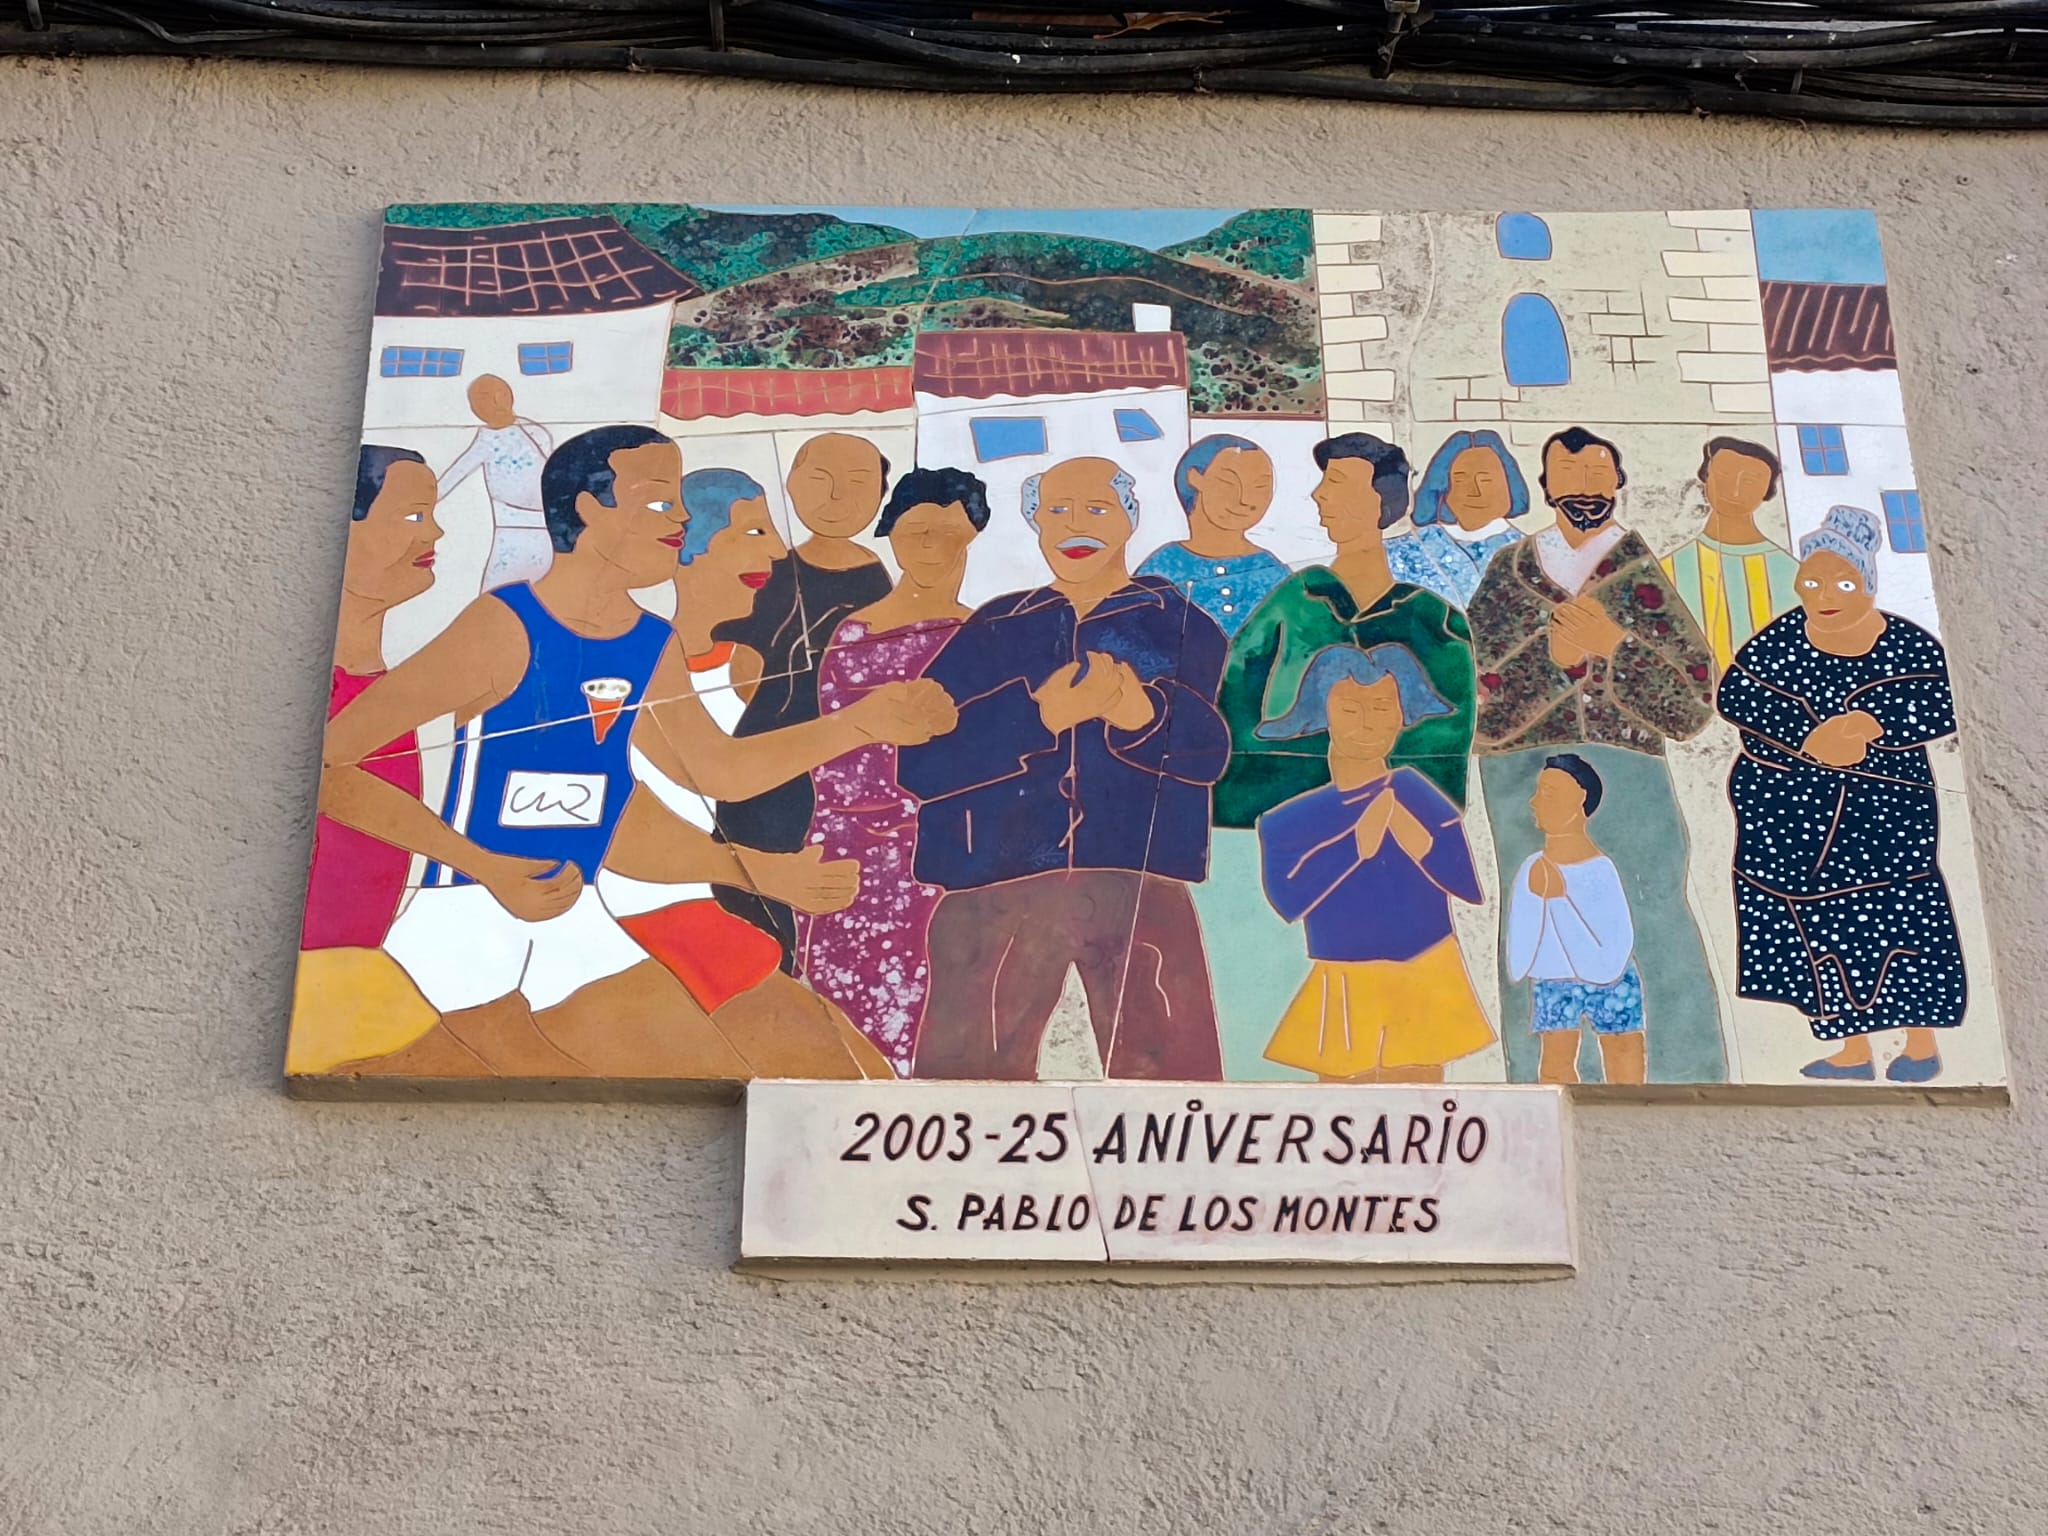 2003-25 ANIVERSARIO
S. PABLO DE LOS MONTES